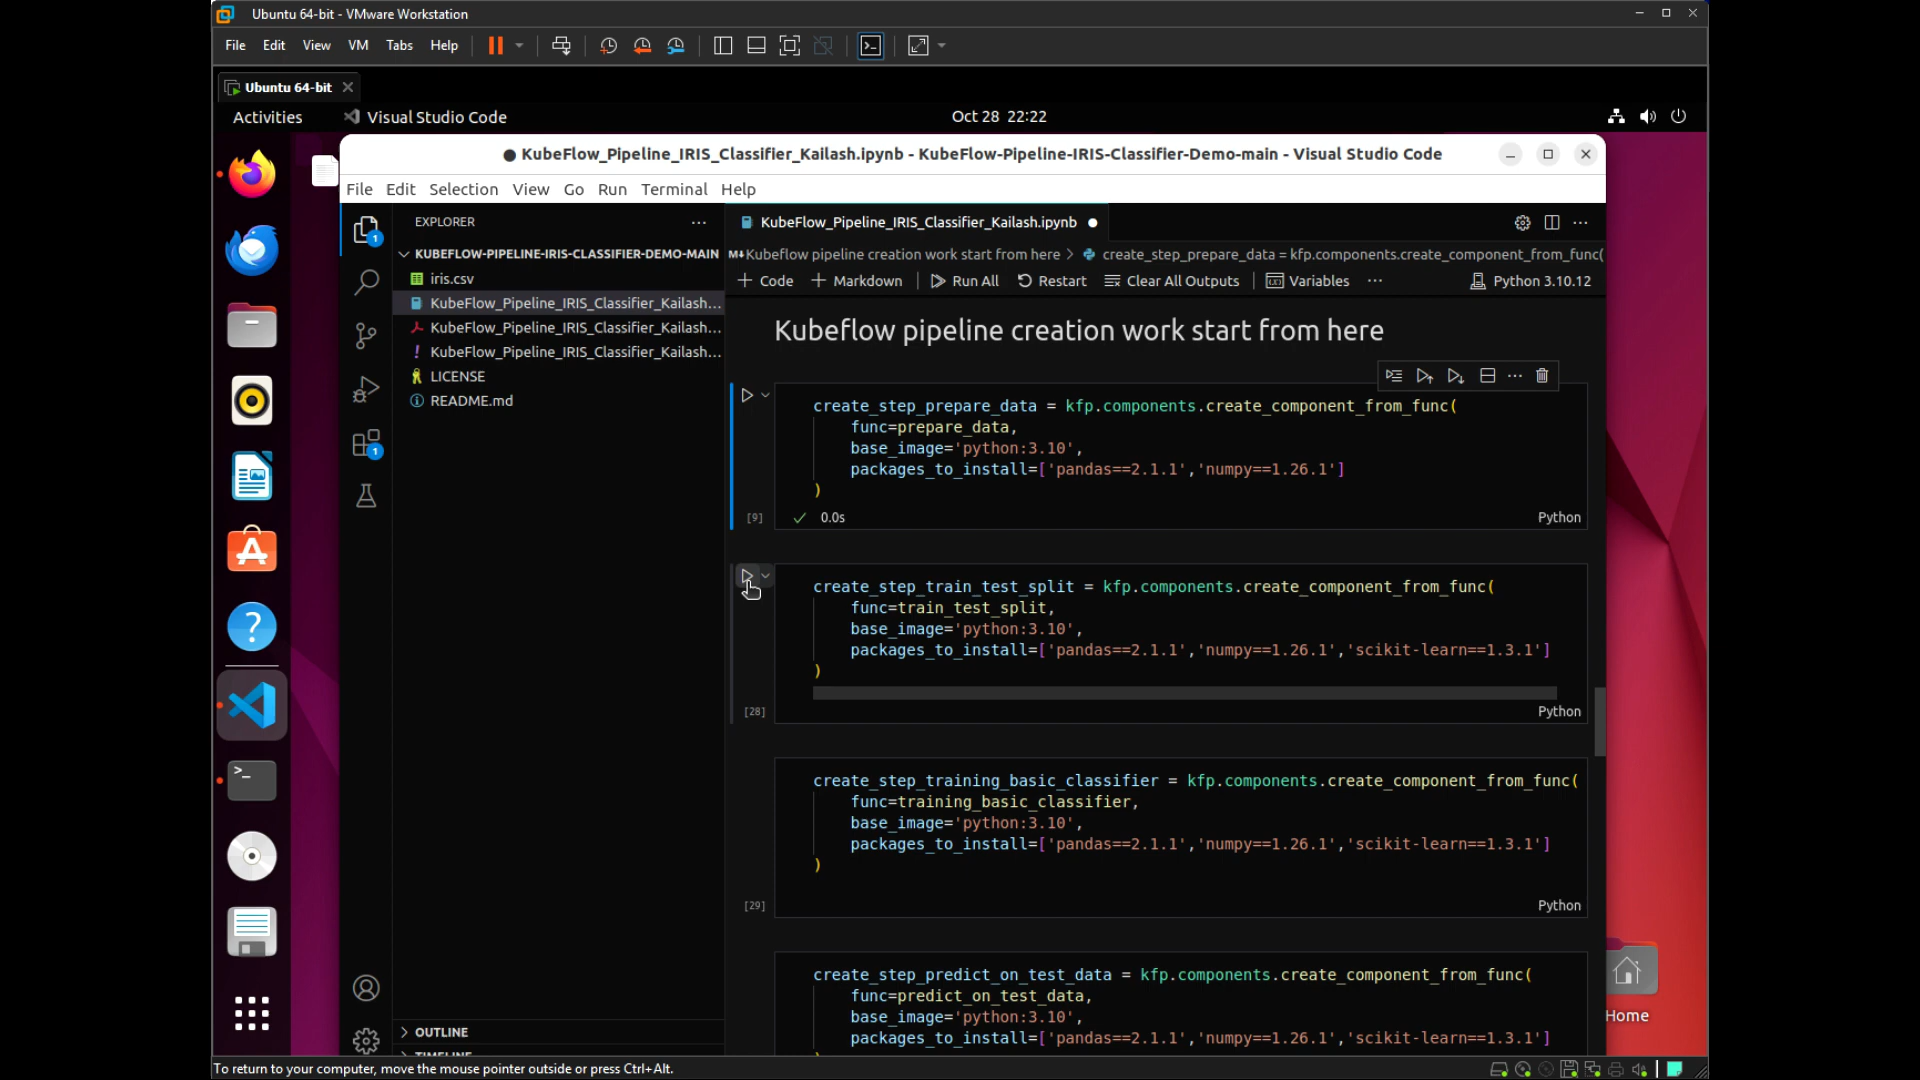 Ubuntu 64-bit - VMware Workstation
File Edit View VM Tabs Help
Ubuntu 64-bit
Activities Visual Studio Code Oct 28 22:22
KubeFlow_Pipeline_IRIS_Classifier_Kailash.ipynb - KubeFlow-Pipeline-IRIS-Classifier-Demo-main - Visual Studio Code
File Edit Selection View Go Run Terminal Help
EXPLORER
KUBEFLOW-PIPELINE-IRIS-CLASSIFIER-DEMO-MAIN
iris.csv
KubeFlow_Pipeline_IRIS_Classifier_Kailash...
KubeFlow_Pipeline_IRIS_Classifier_Kailash...
KubeFlow_Pipeline_IRIS_Classifier_Kailash...
LICENSE
README.md
OUTLINE
TIMELINE
1
1
KubeFlow_Pipeline_IRIS_Classifier_Kailash.ipynb
M↓Kubeflow pipeline creation work start from here > create_step_prepare_data = kfp.components.create_component_from_func(
Code Markdown Run All Restart Clear All Outputs Variables ... Python 3.10.12
Kubeflow pipeline creation work start from here
create_step_prepare_data = kfp.components.create_component_from_func(
func=prepare_data,
base_image='python:3.10',
packages_to_install=['pandas==2.1.1','numpy==1.26.1']
)
[9] 0.0s Python
create_step_train_test_split = kfp.components.create_component_from_func(
func=train_test_split,
base_image='python:3.10',
packages_to_install=['pandas==2.1.1','numpy==1.26.1','scikit-learn==1.3.1']
)
[28] Python
create_step_training_basic_classifier = kfp.components.create_component_from_func(
func=training_basic_classifier,
base_image='python:3.10',
packages_to_install=['pandas==2.1.1','numpy==1.26.1','scikit-learn==1.3.1']
)
[29] Python
create_step_predict_on_test_data = kfp.components.create_component_from_func(
func=predict_on_test_data,
base_image='python:3.10',
packages_to_install=['pandas==2.1.1','numpy==1.26.1','scikit-learn==1.3.1']
)
Home
To return to your computer, move the mouse pointer outside or press Ctrl+Alt.